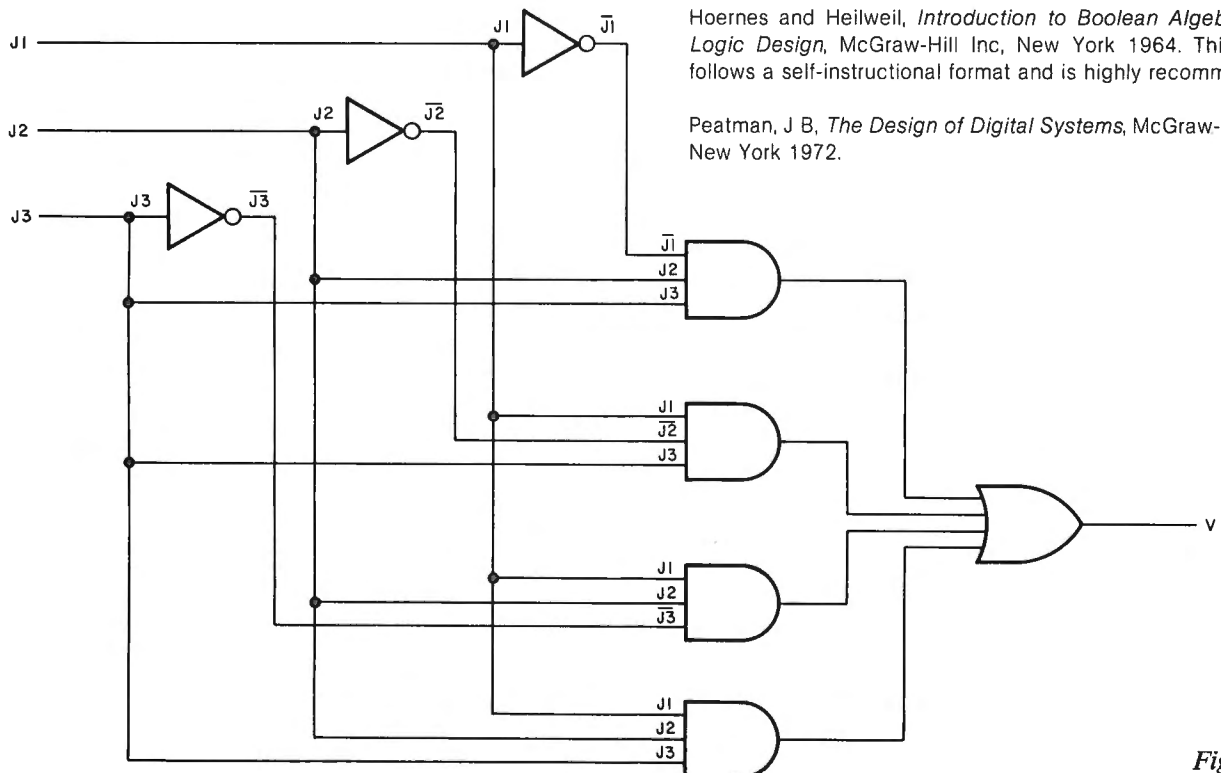 Hoernes and Heilweil, Introduction to Boolean Algeb
Logic Design, McGraw-Hill Inc, New York 1964. Thi
follows a self-instructional format and is highly recomm
Peatman, J B, The Design of Digital Systems, McGraw-
New York 1972.
J1
J1
J̅1̅
J2
J2
J̅2̅
J3
J3
J̅3̅
J̅1̅
J2
J3
J1
J̅2̅
J3
V
J1
J2
J̅3̅
J1
J2
J3
Fig